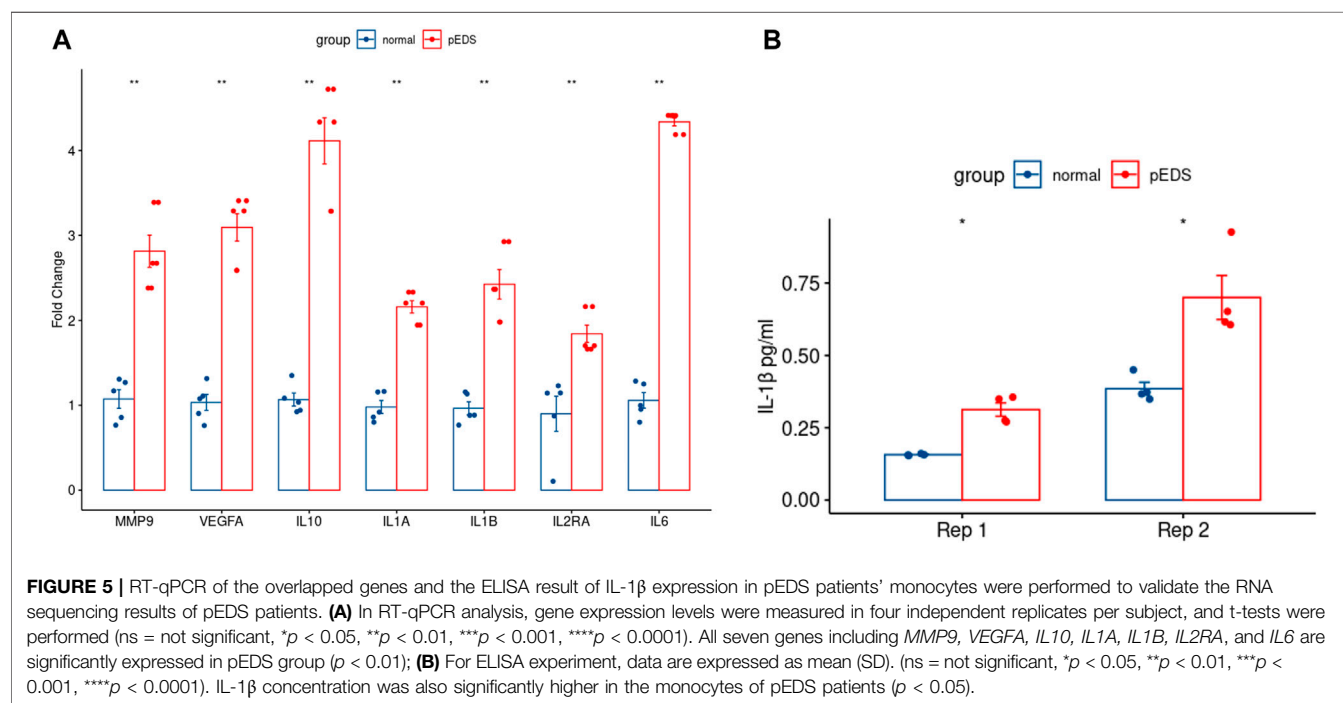 A
group normal pEDS
** ** ** ** ** ** **
Fold Change
4
3
2
1
0
MMP9 VEGFA IL10 IL1A IL1B IL2RA IL6
B
group normal pEDS
* *
IL-1β pg/ml
0.75
0.50
0.25
0.00
Rep 1 Rep 2
FIGURE 5 | RT-qPCR of the overlapped genes and the ELISA result of IL-1β expression in pEDS patients’ monocytes were performed to validate the RNA
sequencing results of pEDS patients. (A) In RT-qPCR analysis, gene expression levels were measured in four independent replicates per subject, and t-tests were
performed (ns = not significant, *p < 0.05, **p < 0.01, ***p < 0.001, ****p < 0.0001). All seven genes including MMP9, VEGFA, IL10, IL1A, IL1B, IL2RA, and IL6 are
significantly expressed in pEDS group (p < 0.01); (B) For ELISA experiment, data are expressed as mean (SD). (ns = not significant, *p < 0.05, **p < 0.01, ***p <
0.001, ****p < 0.0001). IL-1β concentration was also significantly higher in the monocytes of pEDS patients (p < 0.05).